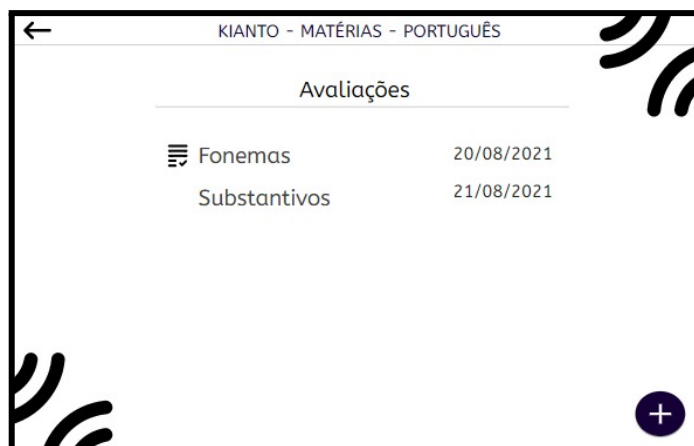 KIANTO - MATÉRIAS - PORTUGUÊS
Avaliações
Fonemas 20/08/2021
Substantivos 21/08/2021